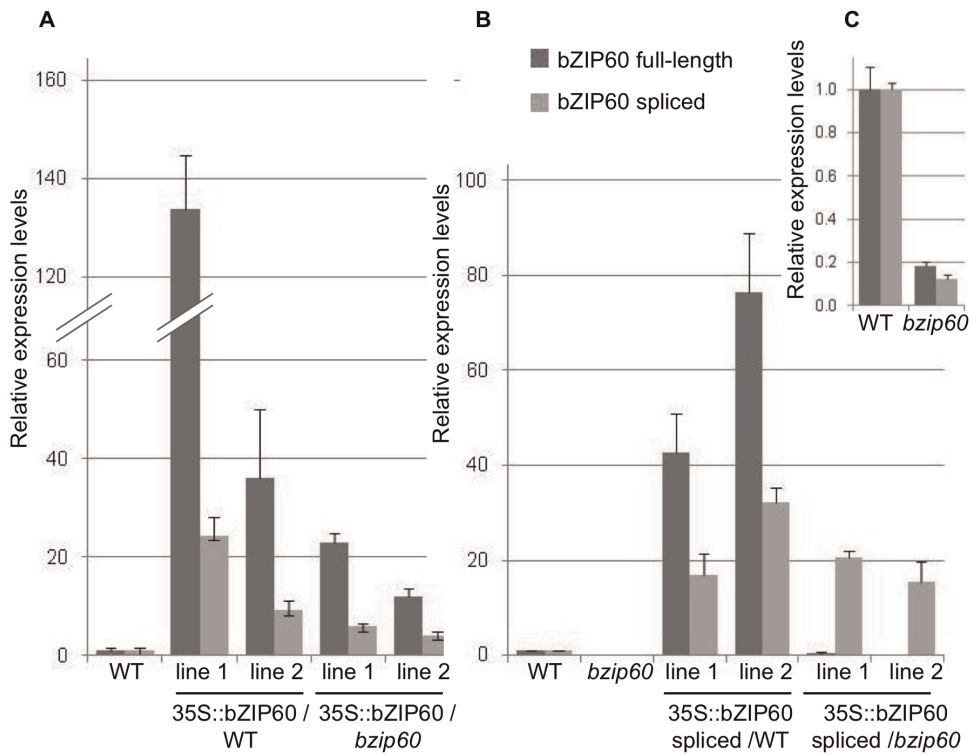 A
Relative expression levels
160
140
120
60
40
20
0
WT
line 1
line 2
line 1
line 2
35S::bZIP60 /
WT
35S::bZIP60 /
bzip60
B
bZIP60 full-length
bZIP60 spliced
Relative expression levels
100
80
60
40
20
0
WT
bzip60
line 1
line 2
line 1
line 2
35S::bZIP60
spliced /WT
35S::bZIP60
spliced /bzip60
C
Relative expression levels
1.0
0.8
0.6
0.4
0.2
0.0
WT
bzip60